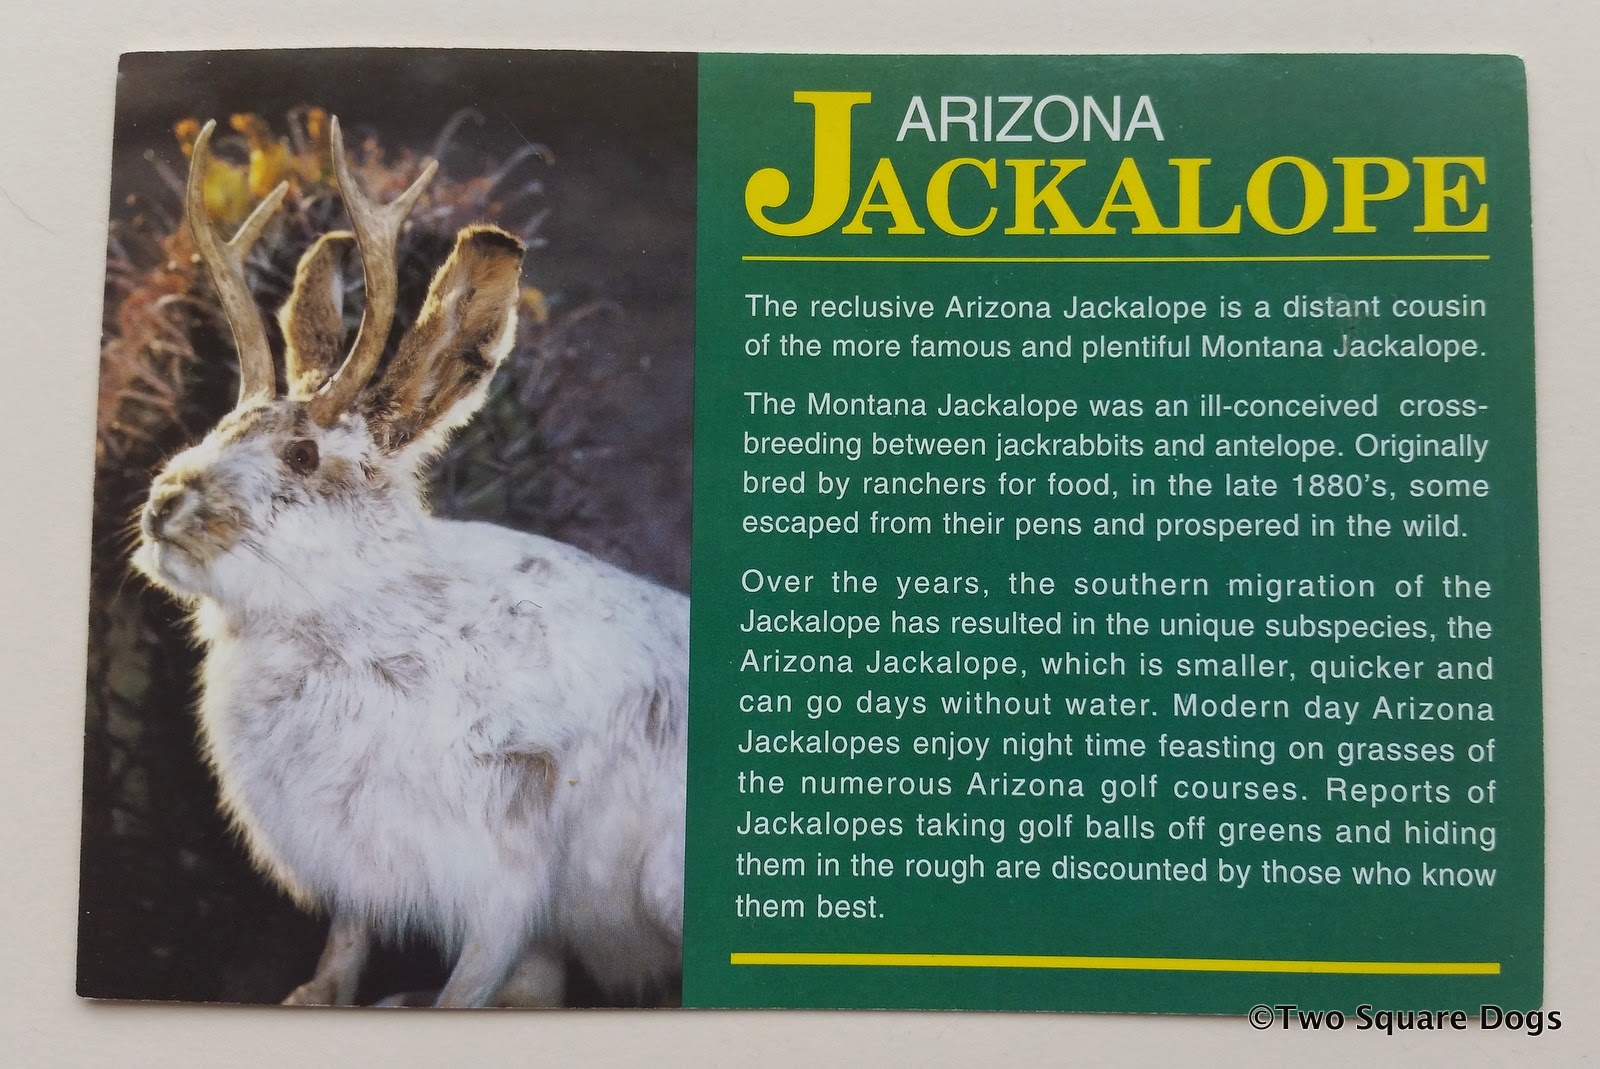 ARIZONA
JACKALOPE
The reclusive Arizona Jackalope is a distant cousin
of the more famous and plentiful Montana Jackalope.
The Montana Jackalope was an ill-conceived cross-
breeding between jackrabbits and antelope. Originally
bred by ranchers for food, in the late 1880's, some
escaped from their pens and prospered in the wild.
Over the years, the southern migration of the
Jackalope has resulted in the unique subspecies, the
Arizona Jackalope, which is smaller, quicker and
can go days without water. Modern day Arizona
Jackalopes enjoy night time feasting on grasses of
the numerous Arizona golf courses. Reports of
Jackalopes taking golf balls off greens and hiding
them in the rough are discounted by those who know
them best.
©Two Square Dogs